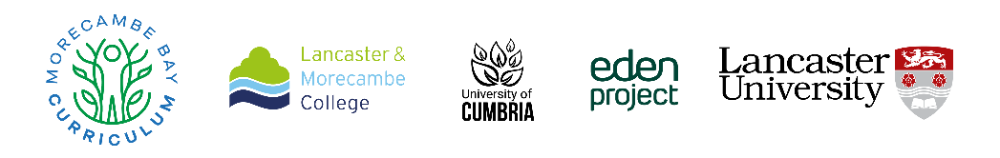 MORECAMBE BAY
CURRICULUM
Lancaster &
Morecambe
College
University of
CUMBRIA
eden
project
Lancaster
University